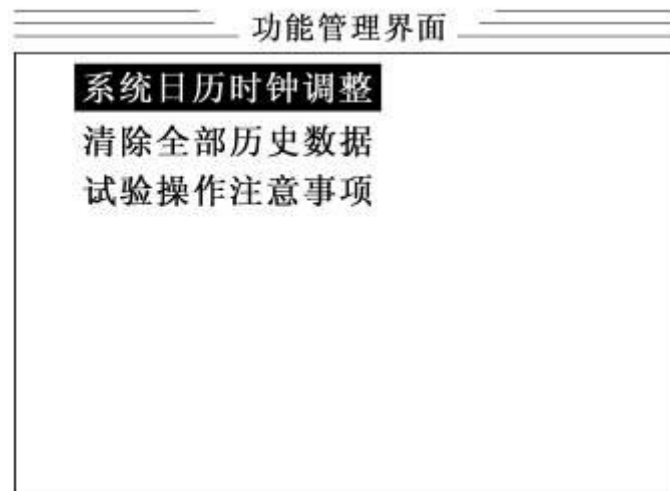 功能管理界面
系统日历时钟调整
清除全部历史数据
试验操作注意事项